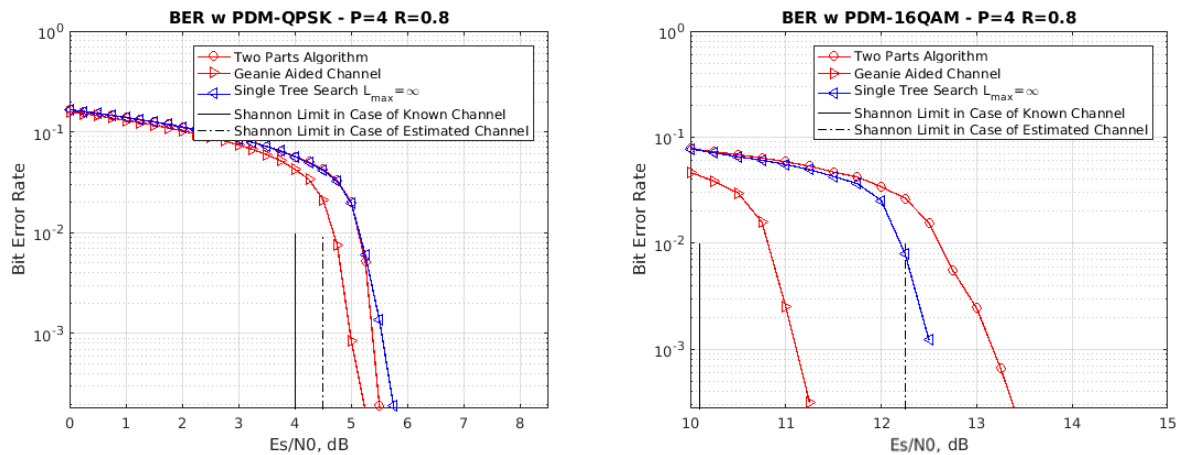 BER w PDM-QPSK - P=4 R=0.8
10^0
10^-1
10^-2
10^-3
Bit Error Rate
Two Parts Algorithm
Geanie Aided Channel
Single Tree Search L_max=∞
Shannon Limit in Case of Known Channel
Shannon Limit in Case of Estimated Channel
0 1 2 3 4 5 6 7 8
Es/N0, dB
BER w PDM-16QAM - P=4 R=0.8
10^0
10^-1
10^-2
10^-3
Bit Error Rate
Two Parts Algorithm
Geanie Aided Channel
Single Tree Search L_max=∞
Shannon Limit in Case of Known Channel
Shannon Limit in Case of Estimated Channel
10 11 12 13 14 15
Es/N0, dB